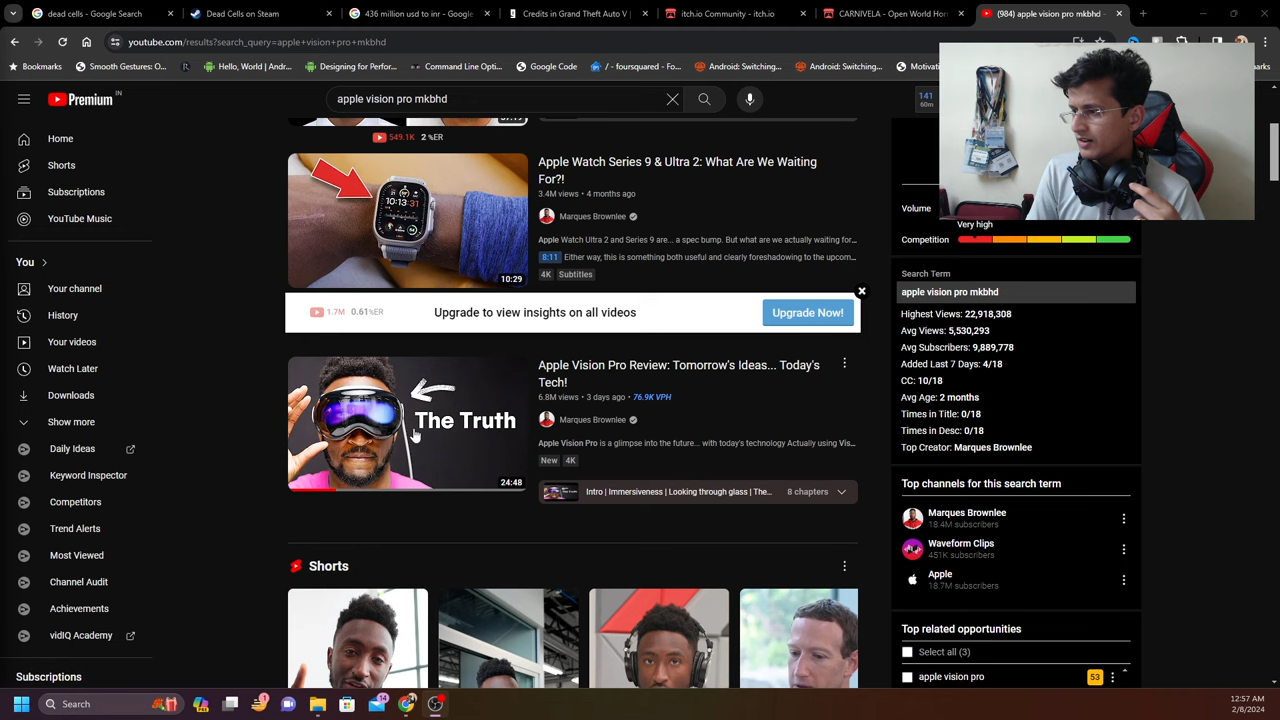 dead cells - Google Search
Dead Cells on Steam
436 million usd to inr - Google
Credits in Grand Theft Auto V
itch.io Community - itch.io
CARNIVELA - Open World Horr
(984) apple vision pro mkbhd -
youtube.com/results?search_query=apple+vision+pro+mkbhd
Bookmarks
Smooth Gestures: O...
Hello, World | Andr...
Designing for Perfo...
Command Line Opti...
Google Code
/ - foursquared - Fo...
Android: Switching...
Android: Switching...
Premium
IN
apple vision pro mkbhd
141
60m
Home
Shorts
Subscriptions
YouTube Music
You
Your channel
History
Your videos
Watch Later
Downloads
Show more
Daily Ideas
Keyword Inspector
Competitors
Trend Alerts
Most Viewed
Channel Audit
Achievements
vidIQ Academy
Subscriptions
549.1K 2 %ER
Apple Watch Series 9 & Ultra 2: What Are We Waiting
For?!
3.4M views • 4 months ago
Marques Brownlee
Apple Watch Ultra 2 and Series 9 are... a spec bump. But what are we actually waiting for...
8:11 Either way, this is something both useful and clearly foreshadowing to the upcom...
4K Subtitles
10:13:31
10:29
1.7M 0.61%ER
Upgrade to view insights on all videos
Upgrade Now!
The Truth
24:48
Apple Vision Pro Review: Tomorrow's Ideas... Today's
Tech!
6.8M views • 3 days ago • 76.9K VPH
Marques Brownlee
Apple Vision Pro is a glimpse into the future... with today's technology Actually using Vis...
New 4K
Intro | Immersiveness | Looking through glass | The...
8 chapters
Shorts
Volume
Very high
Competition
Search Term
apple vision pro mkbhd
Highest Views: 22,918,308
Avg Views: 5,530,293
Avg Subscribers: 9,889,778
Added Last 7 Days: 4/18
CC: 10/18
Avg Age: 2 months
Times in Title: 0/18
Times in Desc: 0/18
Top Creator: Marques Brownlee
Top channels for this search term
Marques Brownlee
18.4M subscribers
Waveform Clips
451K subscribers
Apple
18.7M subscribers
Top related opportunities
Select all (3)
apple vision pro
53
Search
14
12:57 AM
2/8/2024